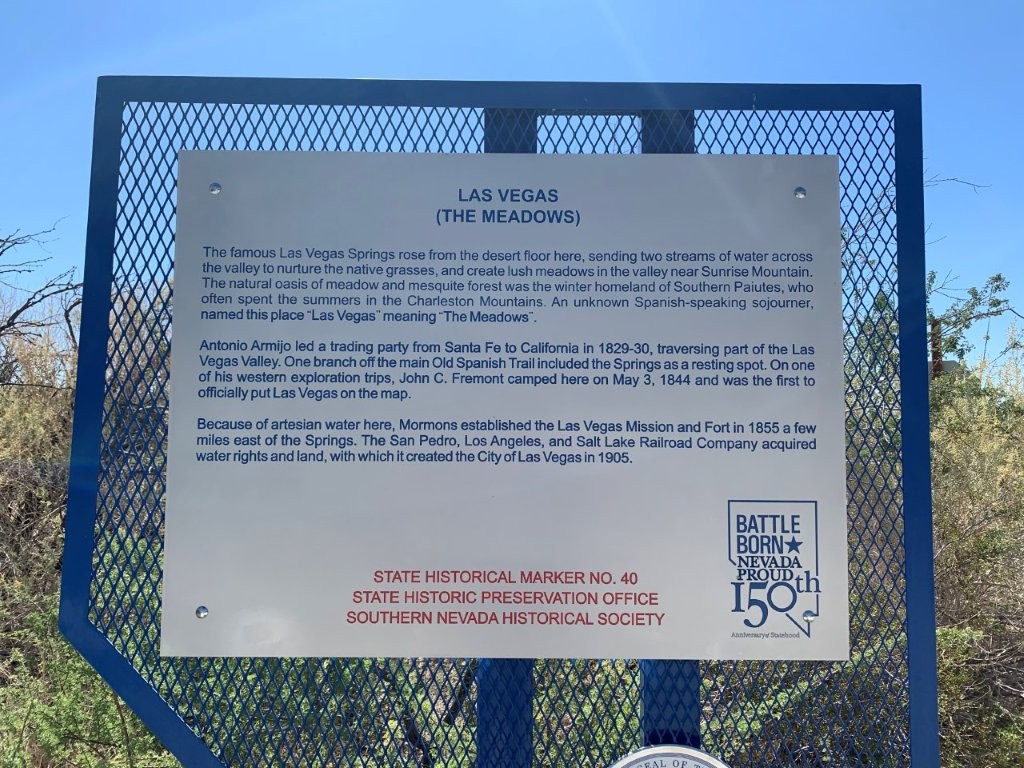 LAS VEGAS
(THE MEADOWS)
The famous Las Vegas Springs rose from the desert floor here, sending two streams of water across
the valley to nurture the native grasses, and create lush meadows in the valley near Sunrise Mountain.
The natural oasis of meadow and mesquite forest was the winter homeland of Southern Paiutes, who
often spent the summers in the Charleston Mountains. An unknown Spanish-speaking sojourner,
named this place "Las Vegas" meaning "The Meadows".
Antonio Armijo led a trading party from Santa Fe to California in 1829-30, traversing part of the Las
Vegas Valley. One branch off the main Old Spanish Trail included the Springs as a resting spot. On one
of his western exploration trips, John C. Fremont camped here on May 3, 1844 and was the first to
officially put Las Vegas on the map.
Because of artesian water here, Mormons established the Las Vegas Mission and Fort in 1855 a few
miles east of the Springs. The San Pedro, Los Angeles, and Salt Lake Railroad Company acquired
water rights and land, with which it created the City of Las Vegas in 1905.
STATE HISTORICAL MARKER NO. 40
STATE HISTORIC PRESERVATION OFFICE
SOUTHERN NEVADA HISTORICAL SOCIETY
BATTLE
BORN
NEVADA
PROUD
150th
Anniversary of Statehood
SEAL OF